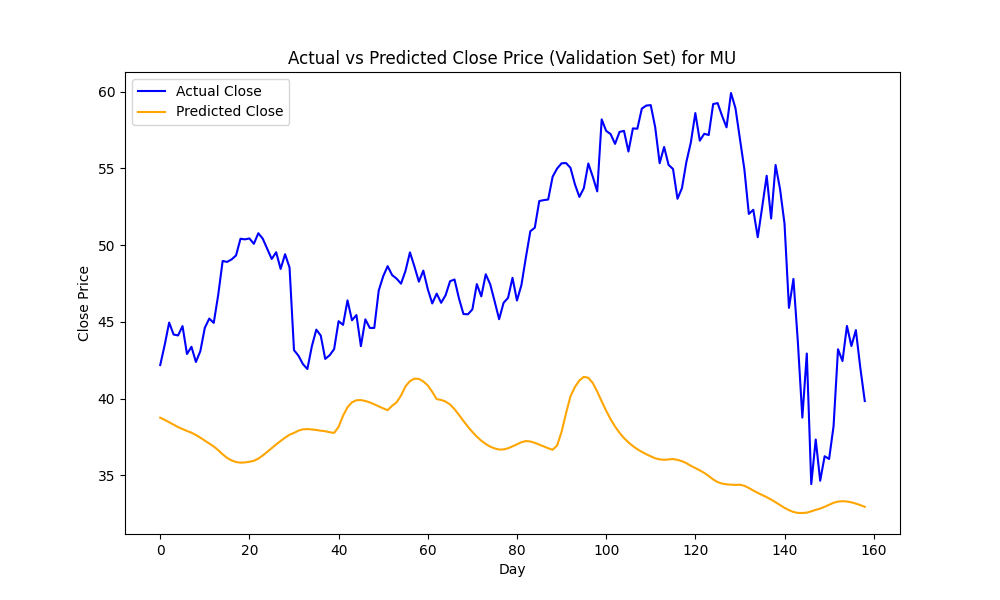 Actual vs Predicted Close Price (Validation Set) for MU
Actual Close
Predicted Close
Close Price
60
55
50
45
40
35
0 20 40 60 80 100 120 140 160
Day